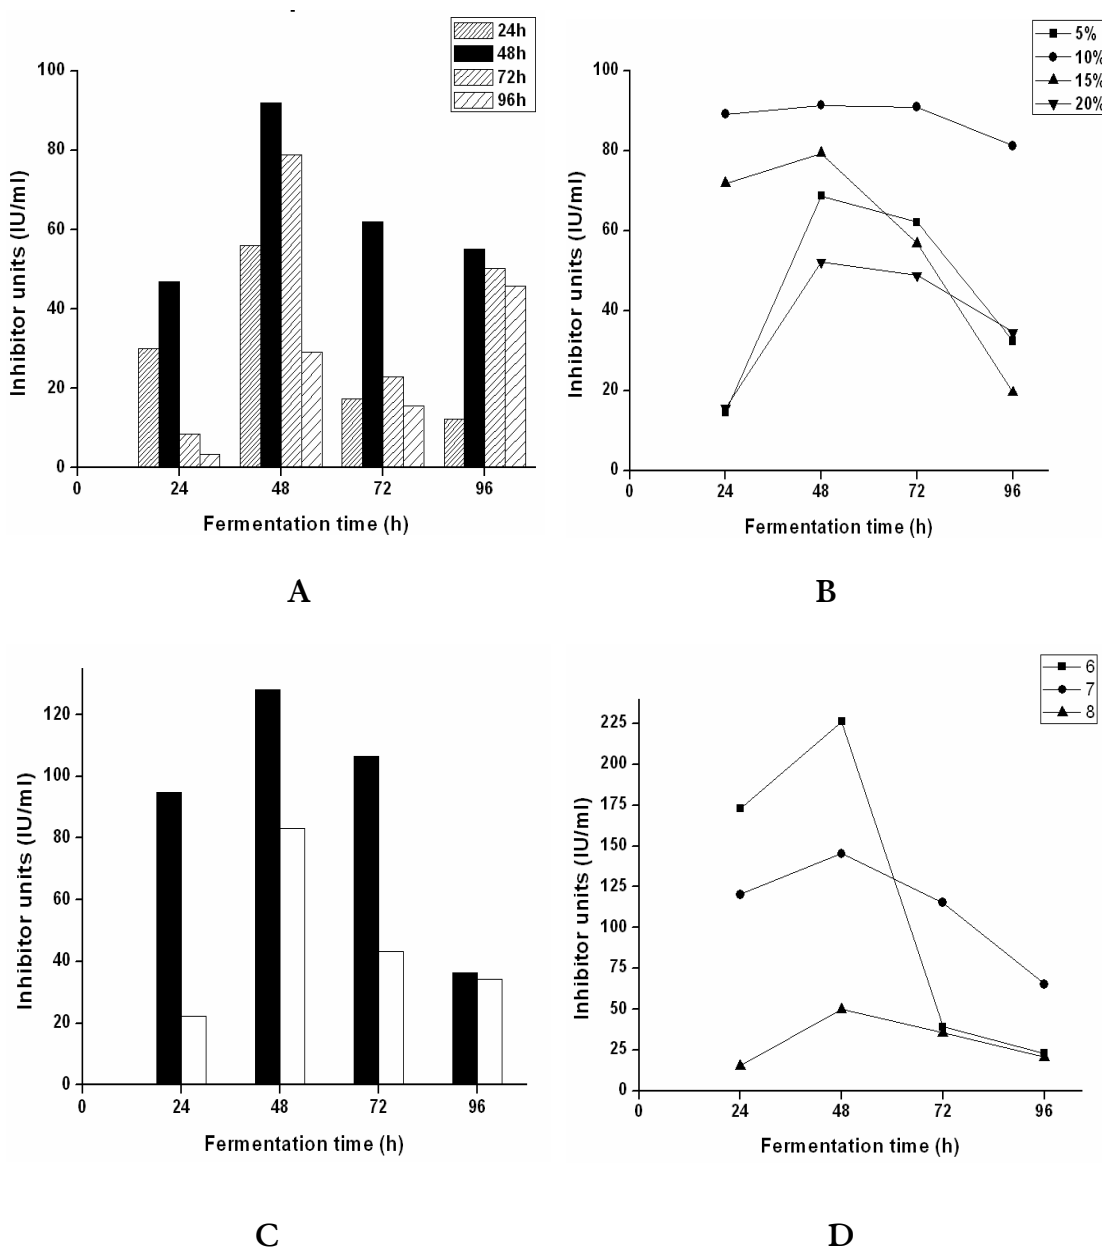 24h
48h
72h
96h
100
80
60
40
20
0
Inhibitor units (IU/ml)
0 24 48 72 96
Fermentation time (h)
A
5%
10%
15%
20%
100
80
60
40
20
0
Inhibitor units (IU/ml)
0 24 48 72 96
Fermentation time (h)
B
120
100
80
60
40
20
0
Inhibitor units (IU/ml)
0 24 48 72 96
Fermentation time (h)
C
6
7
8
225
200
175
150
125
100
75
50
25
0
Inhibitor units (IU/ml)
0 24 48 72 96
Fermentation time (h)
D